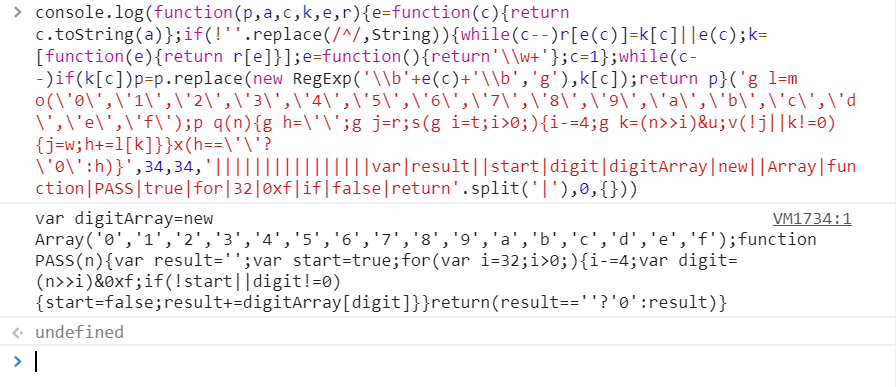 > console.log(function(p,a,c,k,e,r){e=function(c){return
c.toString(a)};if(!''.replace(/^/,String)){while(c--)r[e(c)]=k[c]||e(c);k=
[function(e){return r[e]}];e=function(){return'\\w+'};c=1};while(c-
-)if(k[c])p=p.replace(new RegExp('\\b'+e(c)+'\\b','g'),k[c]);return p}('g l=m
o(\'0\',\'1\',\'2\',\'3\',\'4\',\'5\',\'6\',\'7\',\'8\',\'9\',\'a\',\'b\',\'c\',\'d
\',\'e\',\'f\');p q(n){g h=\'\';g j=r;s(g i=t;i>0;){i-=4;g k=(n>>i)&u;v(!j||k!=0)
{j=w;h+=l[k]}}x(h==\'\'?
\'0\':h)}',34,34,'||||||||||||||||var|result||start|digit|digitArray|new||Array|fun
ction|PASS|true|for|32|0xf|if|false|return'.split('|'),0,{}))
var digitArray=new VM1734:1
Array('0','1','2','3','4','5','6','7','8','9','a','b','c','d','e','f');function
PASS(n){var result='';var start=true;for(var i=32;i>0;){i-=4;var digit=
(n>>i)&0xf;if(!start||digit!=0)
{start=false;result+=digitArray[digit]}}return(result==''?'0':result)}
undefined
>